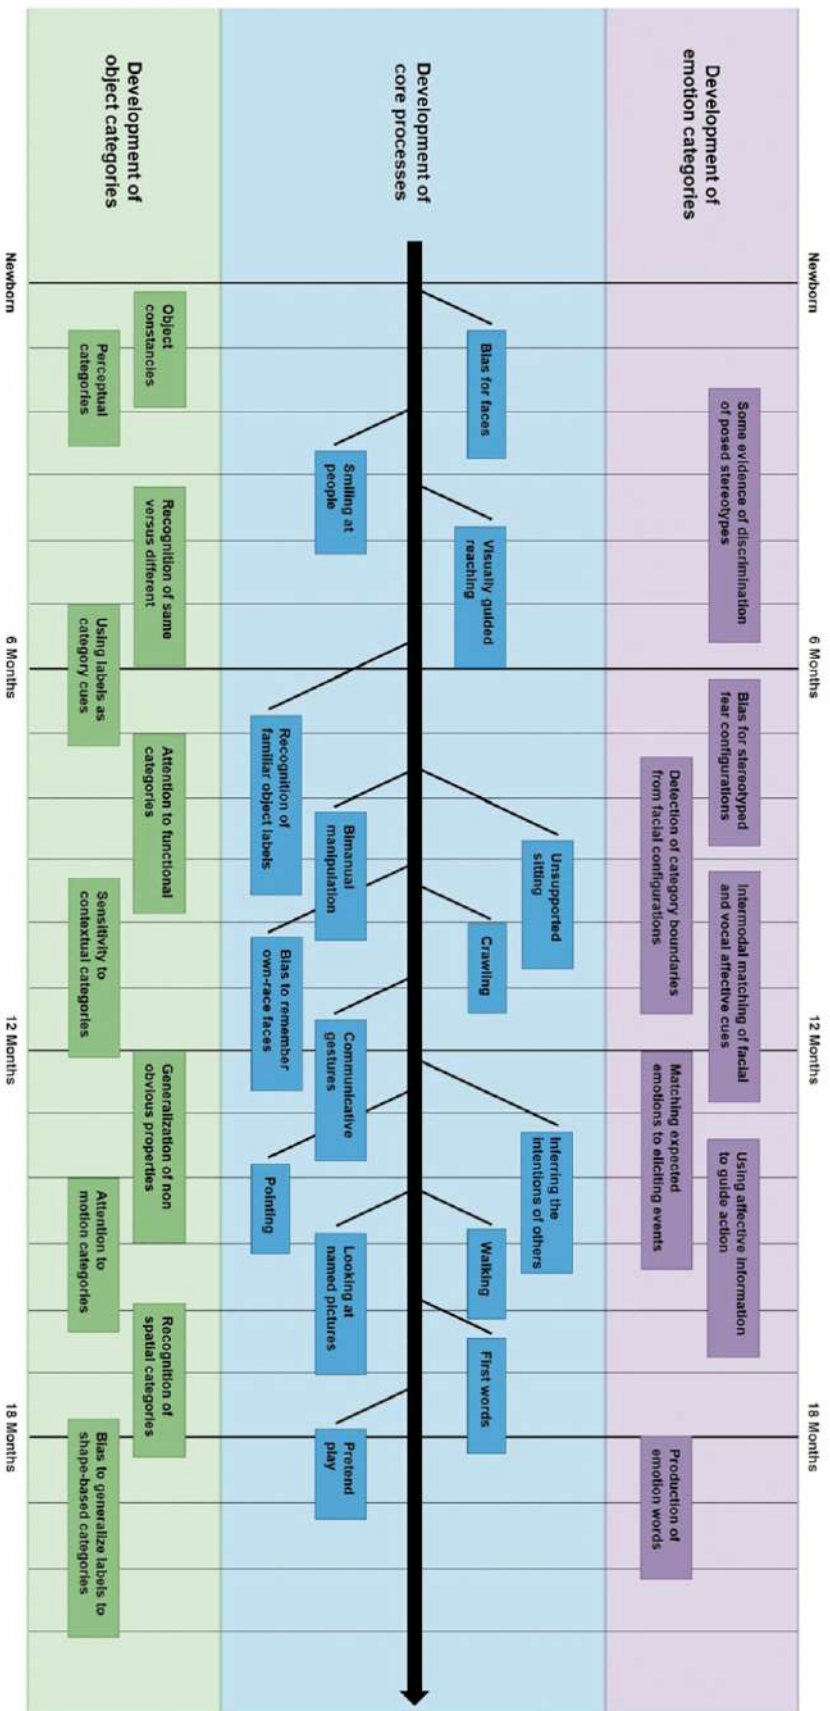 Newborn
6 Months
12 Months
18 Months
Development of
emotion categories
Some evidence of discrimination
of posed stereotypes
Bias for stereotyped
fear configurations
Detection of category boundaries
from facial configurations
Intermodal matching of facial
and vocal affective cues
Matching expected
emotions to eliciting events
Using affective information
to guide action
Production of
emotion words
Development of
core processes
Bias for faces
Visually guided
reaching
Unsupported
sitting
Crawling
Inferring the
intentions of others
Walking
First words
Smiling at
people
Recognition of
familiar object labels
Bimanual
manipulation
Bias to remember
own-race faces
Communicative
gestures
Pointing
Looking at
named pictures
Pretend
play
Development of
object categories
Object
constancies
Perceptual
categories
Recognition of same
versus different
Using labels as
category cues
Attention to functional
categories
Sensitivity to
contextual categories
Generalization of non
obvious properties
Attention to
motion categories
Recognition of
spatial categories
Bias to generalize labels to
shape-based categories
Newborn
6 Months
12 Months
18 Months